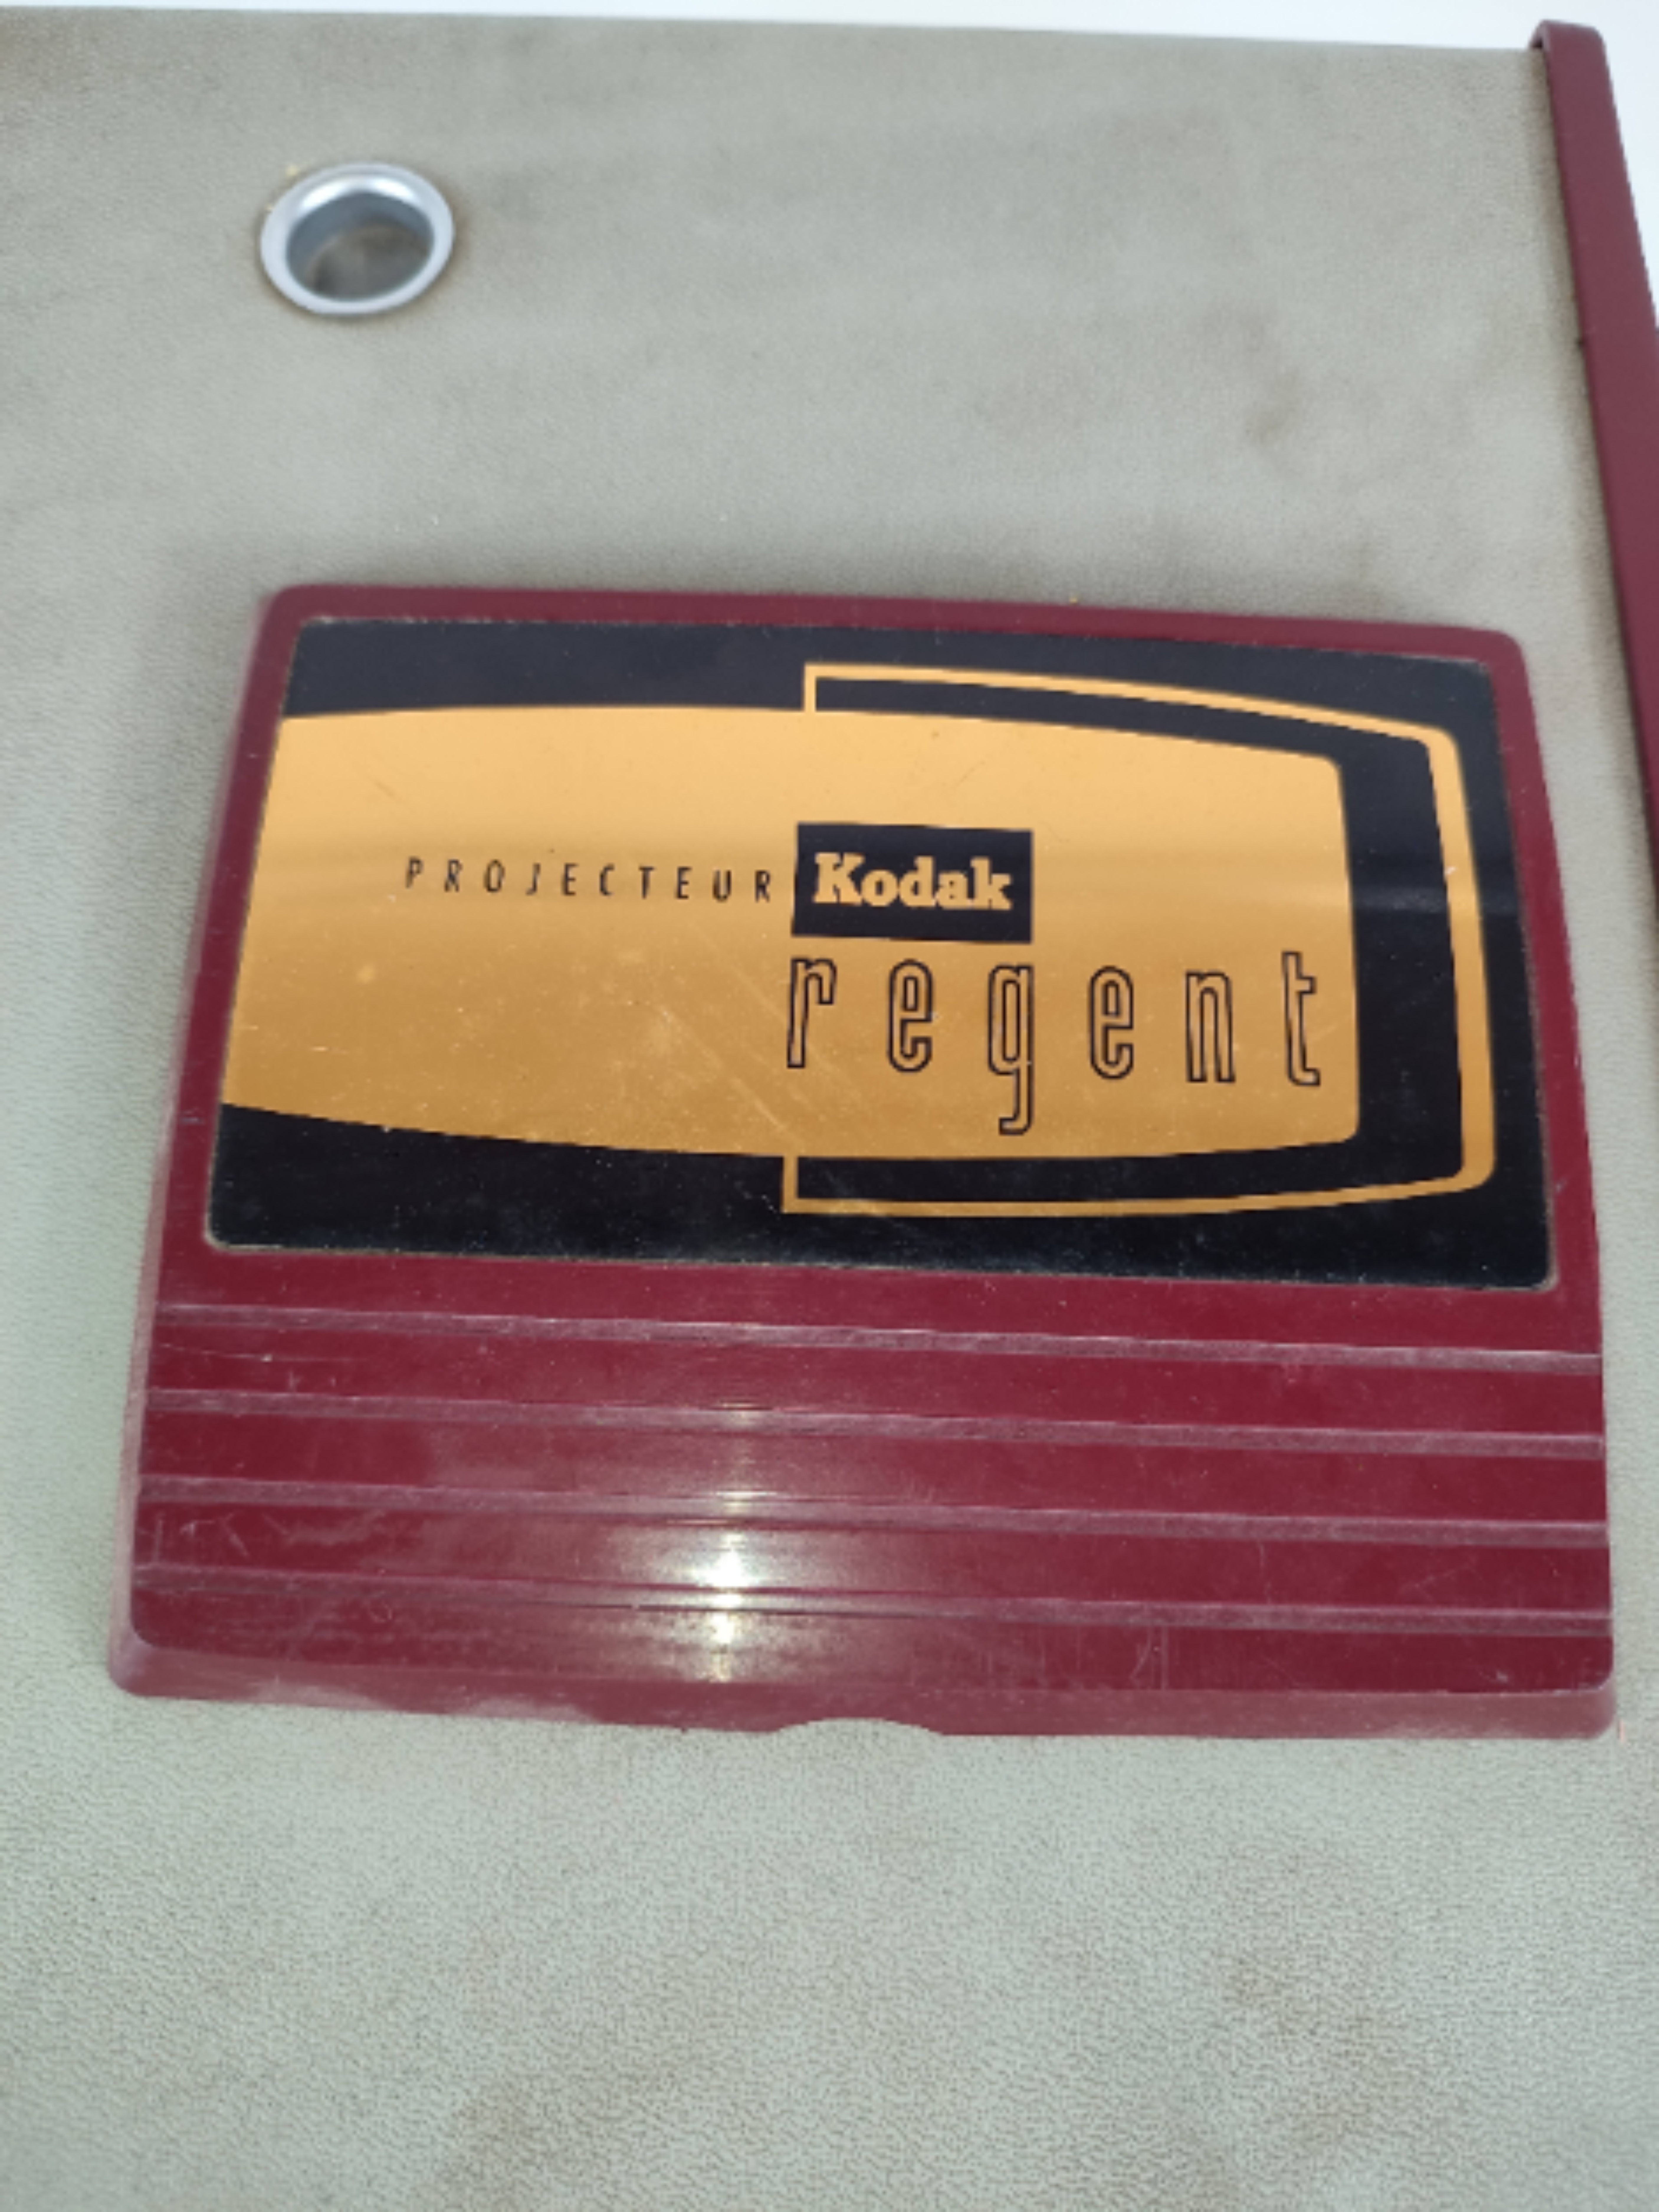 PROJECTEUR Kodak
regent